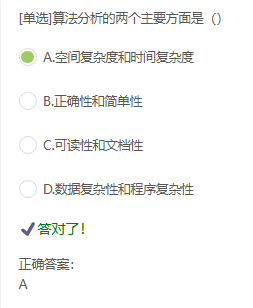 [单选]算法分析的两个主要方面是（）
A.空间复杂度和时间复杂度
B.正确性和简单性
C.可读性和文档性
D.数据复杂性和程序复杂性
答对了！
正确答案：
A